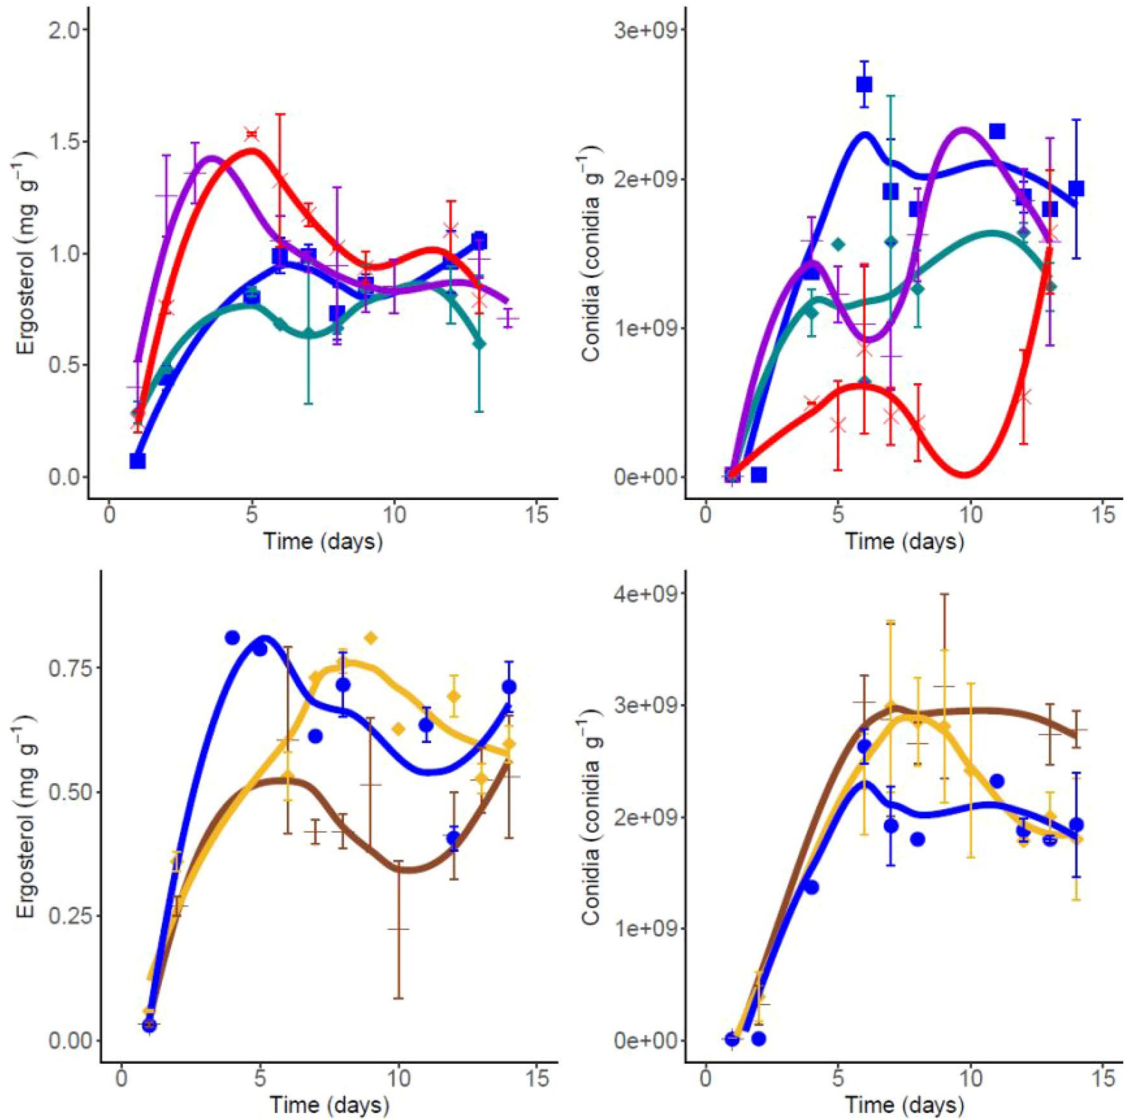 2.0
1.5
1.0
0.5
0.0
Ergosterol (mg g⁻¹)
0 5 10 15
Time (days)
3e+09
2e+09
1e+09
0e+00
Conidia (conidia g⁻¹)
0 5 10 15
Time (days)
0.75
0.50
0.25
0.00
Ergosterol (mg g⁻¹)
0 5 10 15
Time (days)
4e+09
3e+09
2e+09
1e+09
0e+00
Conidia (conidia g⁻¹)
0 5 10 15
Time (days)